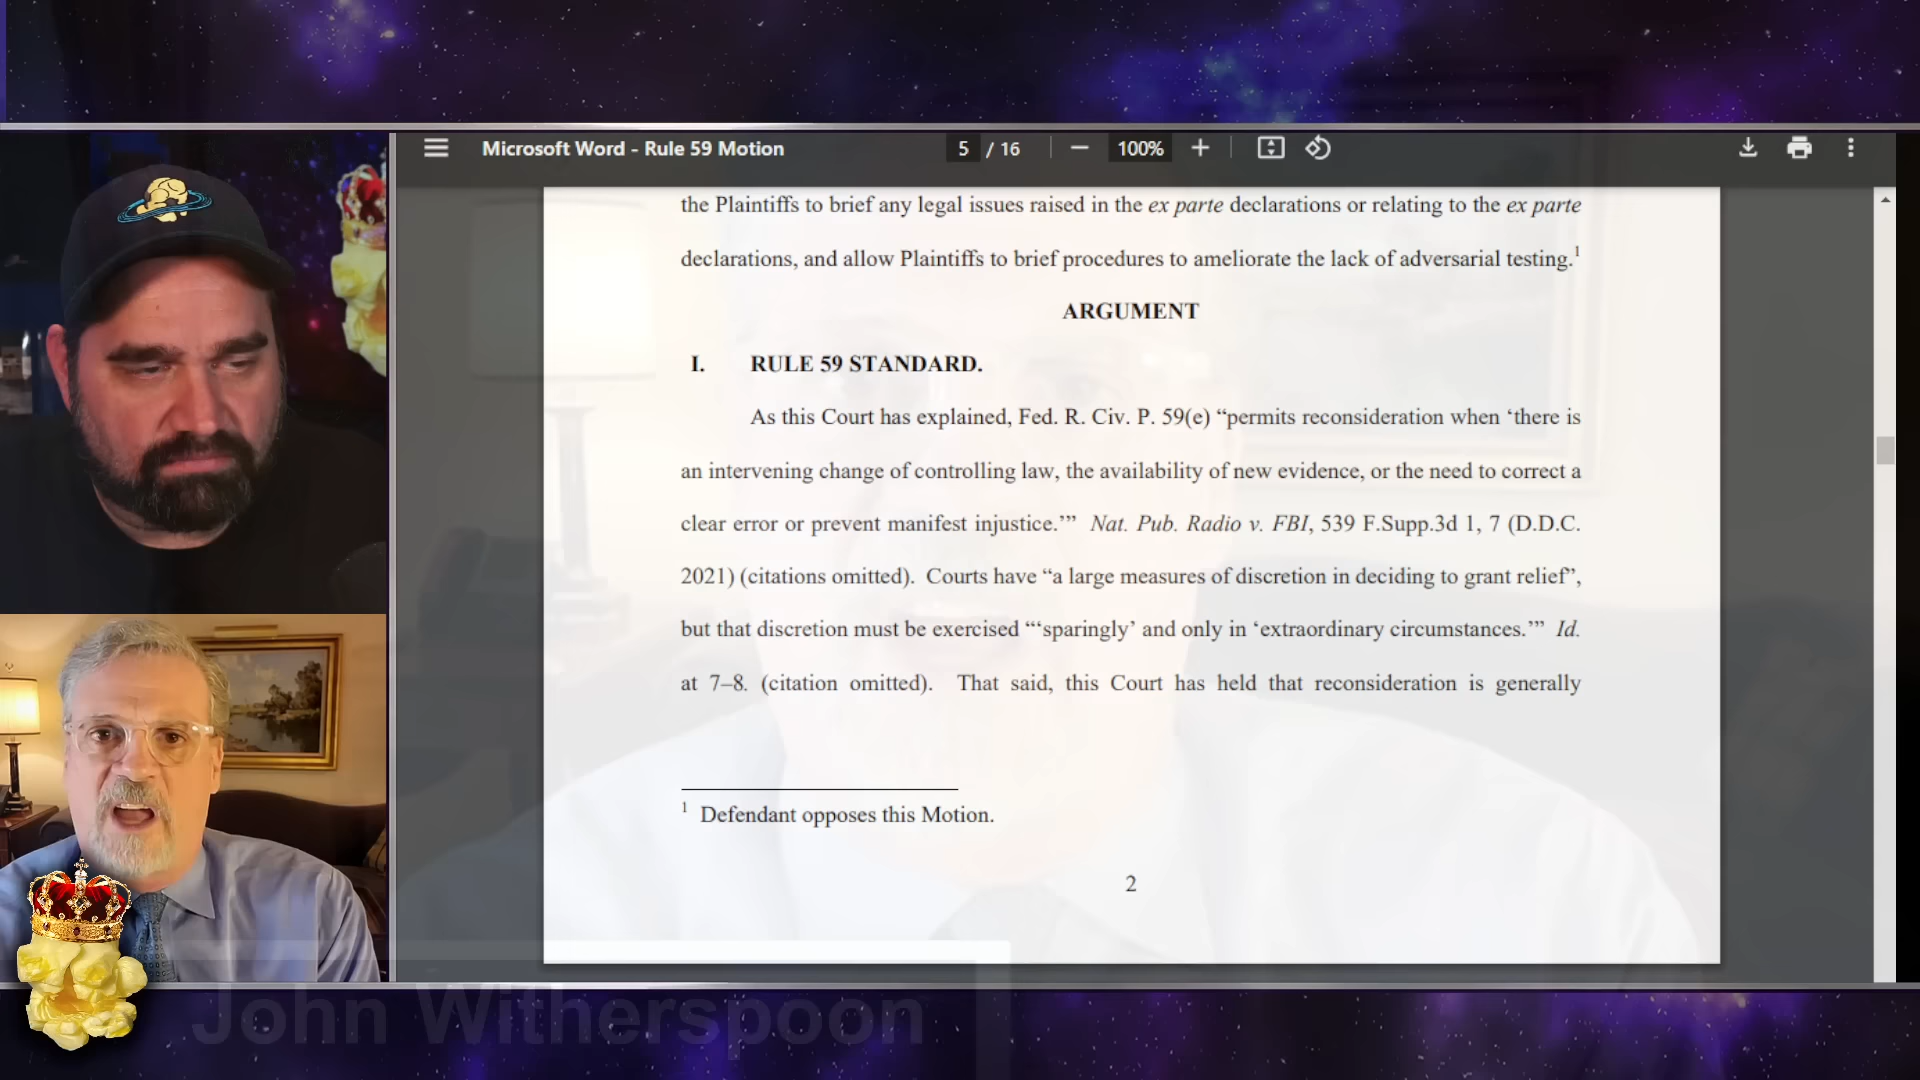 Microsoft Word - Rule 59 Motion
5 / 16
100%
the Plaintiffs to brief any legal issues raised in the ex parte declarations or relating to the ex parte
declarations, and allow Plaintiffs to brief procedures to ameliorate the lack of adversarial testing.1
ARGUMENT
I. RULE 59 STANDARD.
As this Court has explained, Fed. R. Civ. P. 59(e) “permits reconsideration when ‘there is
an intervening change of controlling law, the availability of new evidence, or the need to correct a
clear error or prevent manifest injustice.’” Nat. Pub. Radio v. FBI, 539 F.Supp.3d 1, 7 (D.D.C.
2021) (citations omitted). Courts have “a large measures of discretion in deciding to grant relief”,
but that discretion must be exercised “‘sparingly’ and only in ‘extraordinary circumstances.’” Id.
at 7–8. (citation omitted). That said, this Court has held that reconsideration is generally
1 Defendant opposes this Motion.
2
John Witherspoon